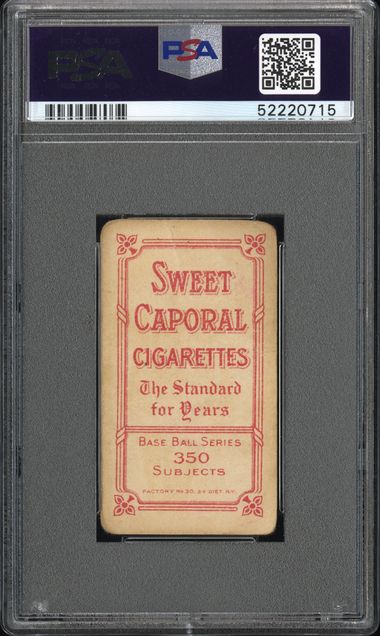 PSA
PSA
52220715
SWEET
CAPORAL
CIGARETTES
The Standard
for Years
BASE BALL SERIES
350
SUBJECTS
FACTORY No 30, 2d DIST. N.Y.